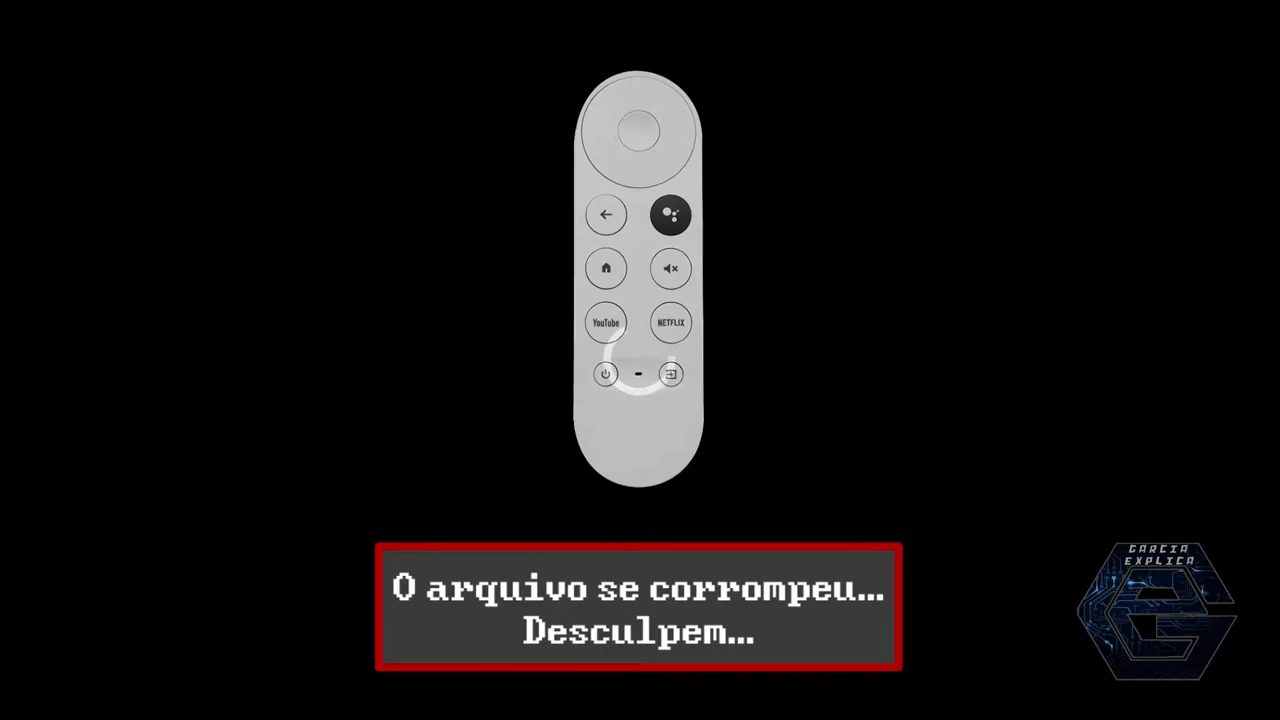 YouTube
NETFLIX
O arquivo se corrompeu...
Desculpem...
GARCIA
EXPLICA